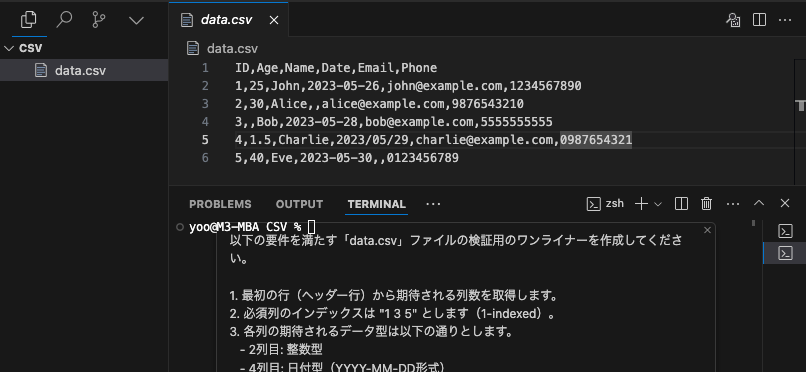 data.csv
CSV
data.csv
data.csv
1 ID,Age,Name,Date,Email,Phone
2 1,25,John,2023-05-26,john@example.com,1234567890
3 2,30,Alice,,alice@example.com,9876543210
4 3,,Bob,2023-05-28,bob@example.com,5555555555
5 4,1.5,Charlie,2023/05/29,charlie@example.com,0987654321
6 5,40,Eve,2023-05-30,,0123456789
PROBLEMS OUTPUT TERMINAL ··· zsh
yoo@M3-MBA CSV %
以下の要件を満たす「data.csv」ファイルの検証用のワンライナーを作成してくださ
い。
1. 最初の行（ヘッダー行）から期待される列数を取得します。
2. 必須列のインデックスは "1 3 5" とします（1-indexed）。
3. 各列の期待されるデータ型は以下の通りとします。
- 2列目: 整数型
- 4列目: 日付型（YYYY-MM-DD形式）